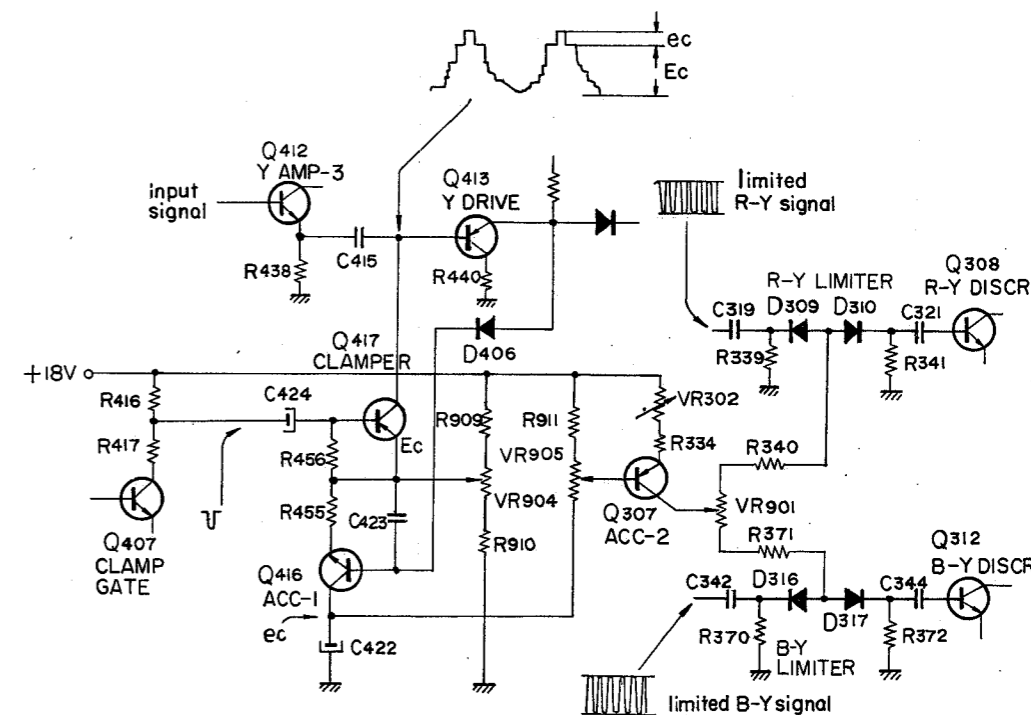 ec
Ec
Q412
Y AMP-3
input
signal
R438
C415
Q413
Y DRIVE
R440
limited
R-Y signal
Q308
R-Y DISCR
R-Y LIMITER
C319
D309
D310
C321
R339
R341
D406
Q417
CLAMPER
+18V
R416
C424
R417
Ec
R456
R909
R911
VR302
R334
VR905
R340
R455
C423
VR904
Q307
ACC-2
VR901
R371
Q407
CLAMP
GATE
Q416
ACC-1
R910
Q312
B-Y DISCR
C342
D316
C344
D317
ec
C422
R370
B-Y
LIMITER
R372
limited B-Y signal